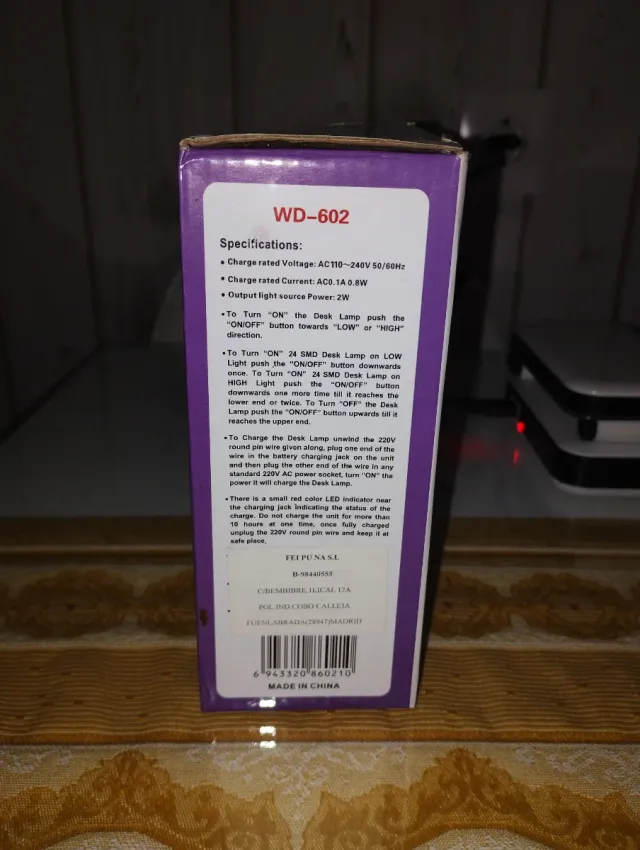 WD-602
Specifications:
• Charge rated Voltage: AC110~240V 50/60Hz
• Charge rated Current: AC0.1A 0.8W
• Output light source Power: 2W
• To Turn "ON" the Desk Lamp push the
"ON/OFF" button towards "LOW" or "HIGH"
direction.
• To Turn "ON" 24 SMD Desk Lamp on LOW
Light push the "ON/OFF" button downwards
once. To Turn "ON" 24 SMD Desk Lamp on
HIGH Light push the "ON/OFF" button
downwards one more time till it reaches the
lower end or twice. To Turn "OFF" the Desk
Lamp push the "ON/OFF" button upwards till it
reaches the upper end.
• To Charge the Desk Lamp unwind the 220V
round pin wire given along, plug one end of the
wire in the battery charging jack on the unit
and then plug the other end of the wire in any
standard 220V AC power socket, turn "ON" the
power it will charge the Desk Lamp.
• There is a small red color LED indicator near
the charging jack indicating the status of the
charge. Do not charge the unit for more than
10 hours at one time, once fully charged
unplug the 220V round pin wire and keep it at
safe place.
FEI PU NA S.L
B-98440555
C/BEMBIBRE, 1LICAL 12A
POL.IND.COBO CALLEJA
FUENLABRADA(28947)MADRID
6 943320 860210
MADE IN CHINA